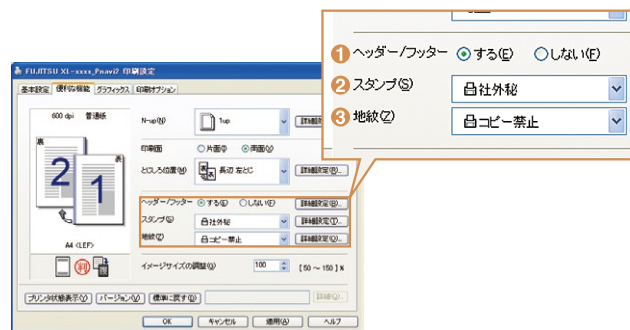 ① ヘッダー/フッター する(E) しない(F)
② スタンプ(S) 社外秘
③ 地紋(Z) コピー禁止
FUJITSU XL-xxxx_Pnavi2 印刷設定
基本設定 便利な機能 グラフィックス 印刷オプション
600 dpi 普通紙
N-up(N) 1up
印刷面 両面(V)
表 表
2 1
とじしろ位置(M) 長辺 左とじ 詳細設定(R)...
ヘッダー/フッター する(E) しない(F) 詳細設定(B)...
スタンプ(S) 社外秘 詳細設定(T)...
地紋(Z) コピー禁止 詳細設定(O)...
A4 (LEF)
判
イメージサイズの調整(G) 100 [50 ～ 150]%
プリンタ状態表示(Y) バージョン(V) 標準に戻す(D)
OK キャンセル 適用(A) ヘルプ